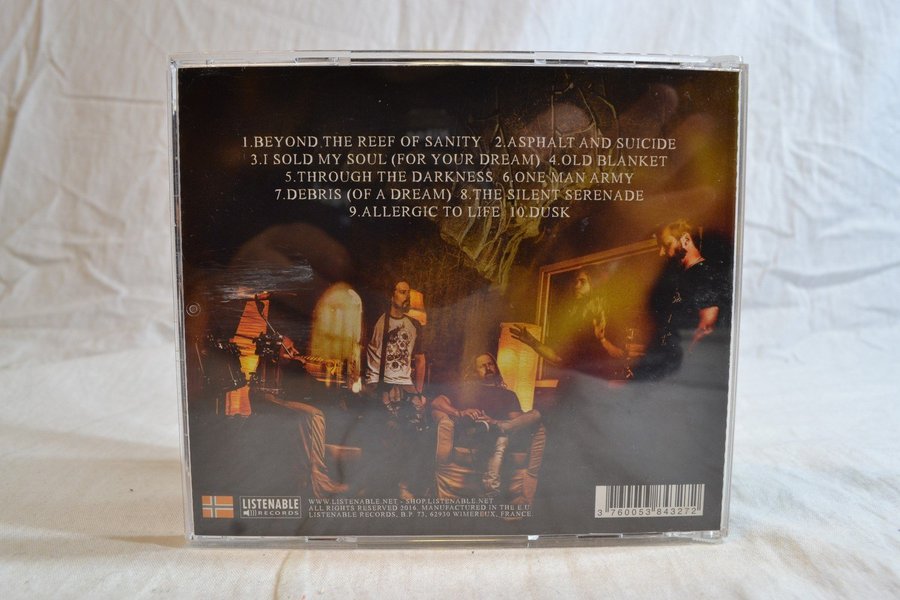 1.BEYOND THE REEF OF SANITY 2.ASPHALT AND SUICIDE
3.I SOLD MY SOUL (FOR YOUR DREAM) 4.OLD BLANKET
5.THROUGH THE DARKNESS 6.ONE MAN ARMY
7.DEBRIS (OF A DREAM) 8.THE SILENT SERENADE
9.ALLERGIC TO LIFE 10.DUSK
LISTENABLE
RECORDS
WWW.LISTENABLE.NET - SHOP.LISTENABLE.NET
ALL RIGHTS RESERVED 2016. MANUFACTURED IN THE E.U
LISTENABLE RECORDS, B.P. 73, 62930 WIMEREUX, FRANCE
3 760053 843272